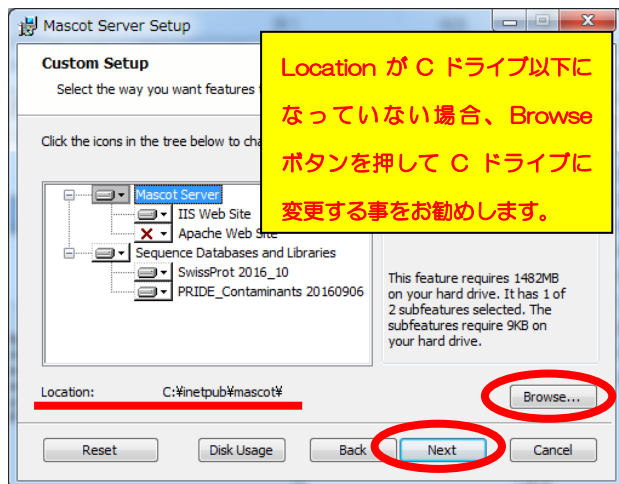 Mascot Server Setup
Custom Setup
Select the way you want features
Location が C ドライブ以下に
なっていない場合、Browse
ボタンを押して C ドライブに
変更する事をお勧めします。
Click the icons in the tree below to
Mascot Server
IIS Web Site
Apache Web Site
Sequence Databases and Libraries
SwissProt 2016_10
PRIDE_Contaminants 20160906
This feature requires 1482MB
on your hard drive. It has 1 of
2 subfeatures selected. The
subfeatures require 9KB on
your hard drive.
Location: C:¥inetpub¥mascot¥
Browse...
Reset Disk Usage Back Next Cancel